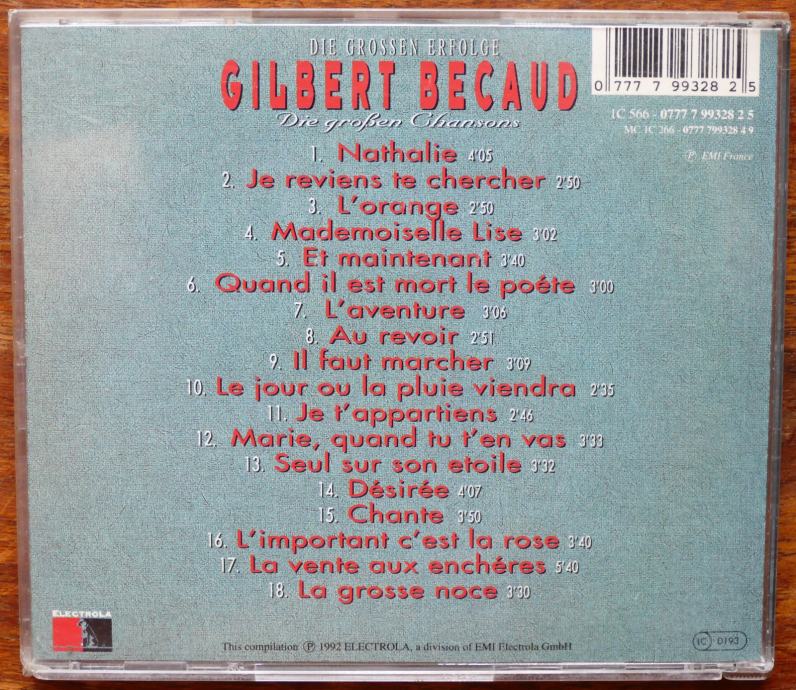 DIE GROSSEN ERFOLGE
GILBERT BECAUD
Die großen Chansons
0 777 7 99328 2 5
1C 566 - 0777 7 99328 2 5
MC 1C 266 - 0777 799328 4 9
Ⓟ EMI France
1. Nathalie 4'05
2. Je reviens te chercher 2'50
3. L'orange 2'50
4. Mademoiselle Lise 3'02
5. Et maintenant 3'40
6. Quand il est mort le poéte 3'00
7. L'aventure 3'06
8. Au revoir 2'51
9. Il faut marcher 3'09
10. Le jour ou la pluie viendra 2'35
11. Je t'appartiens 2'46
12. Marie, quand tu t'en vas 3'33
13. Seul sur son etoile 3'32
14. Désirée 4'07
15. Chante 3'50
16. L'important c'est la rose 3'40
17. La vente aux enchéres 5'40
18. La grosse noce 3'30
ELECTROLA
This compilation Ⓟ 1992 ELECTROLA, a division of EMI Electrola GmbH
IC 0193